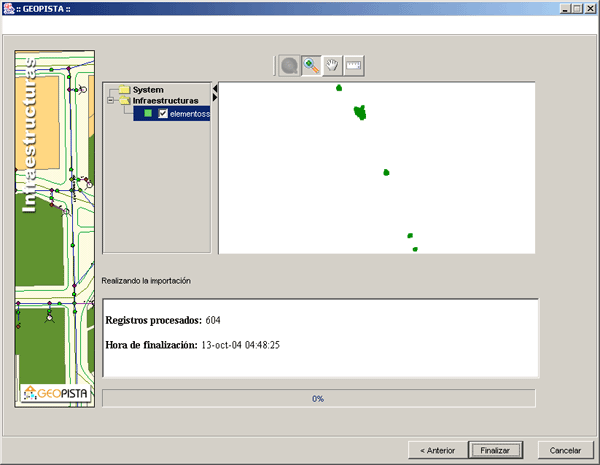 :: GEOPISTA ::
Infraestructuras
System
Infraestructuras
elementoss
Realizando la importación
Registros procesados: 604
Hora de finalización: 13-oct-04 04:48:25
GEOPISTA
0%
< Anterior
Finalizar
Cancelar